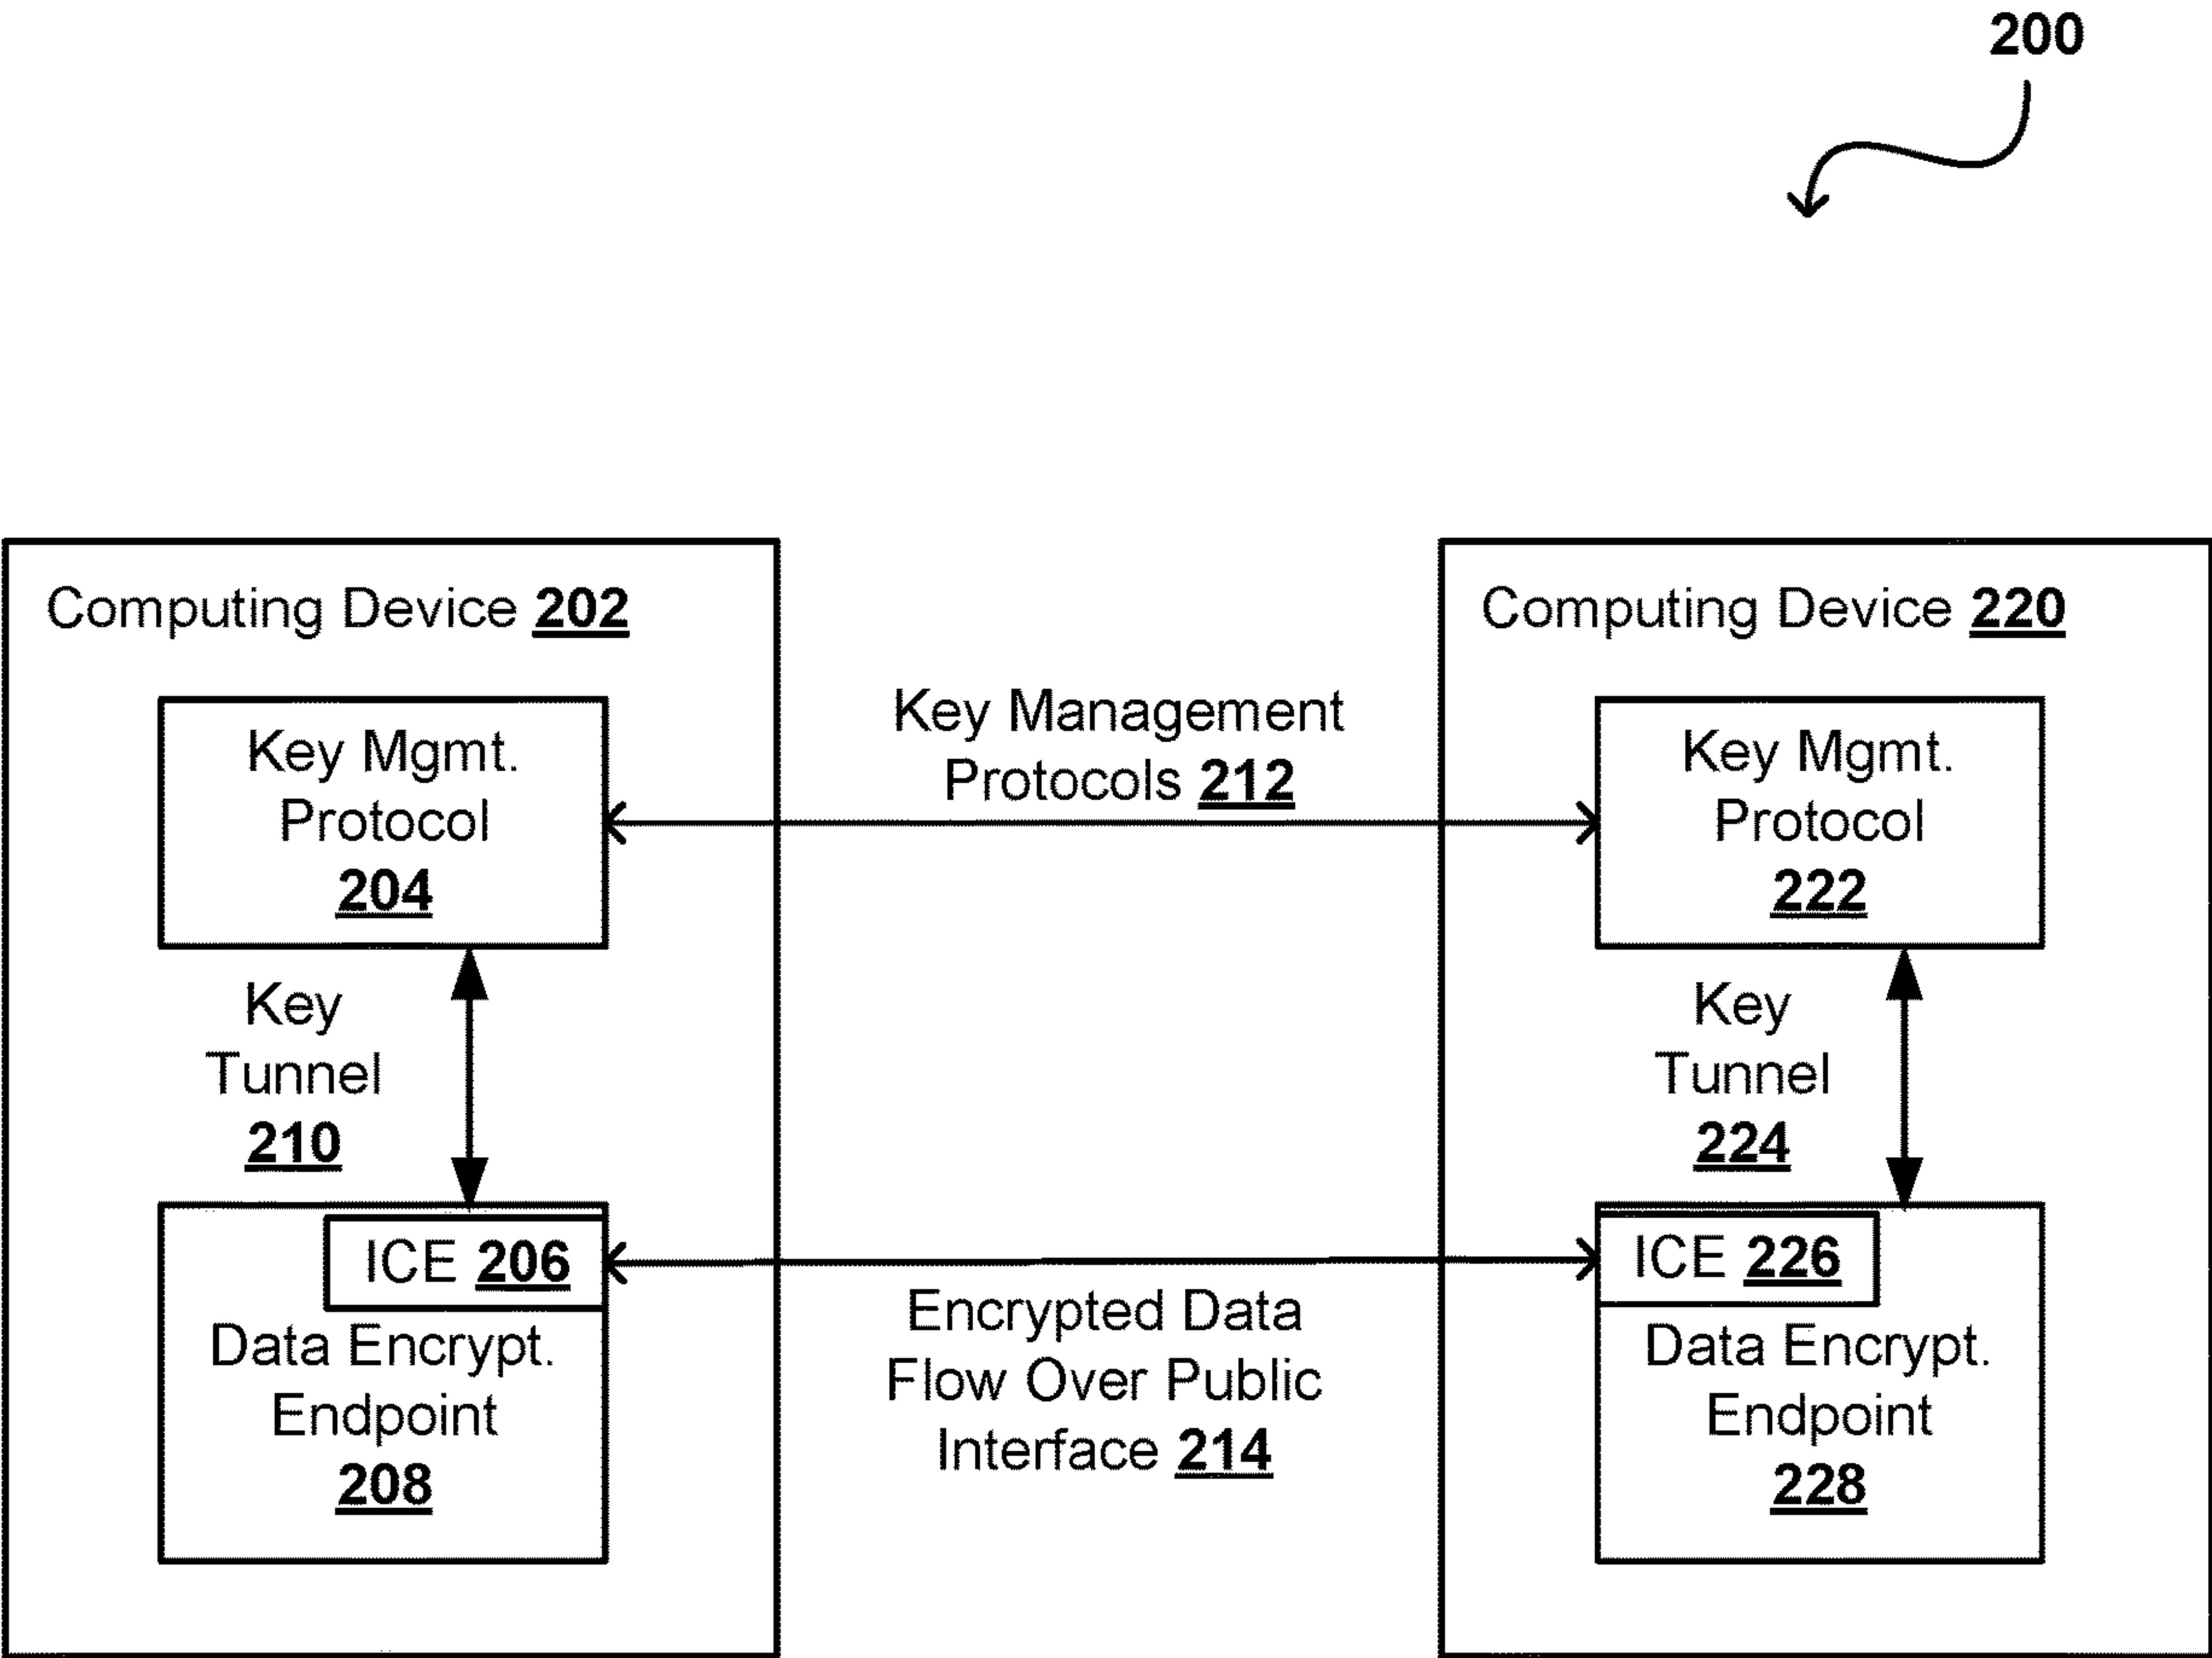 200
Computing Device 202
Key Mgmt.
Protocol
204
Key
Tunnel
210
ICE 206
Data Encrypt.
Endpoint
208
Key Management
Protocols 212
Encrypted Data
Flow Over Public
Interface 214
Computing Device 220
Key Mgmt.
Protocol
222
Key
Tunnel
224
ICE 226
Data Encrypt.
Endpoint
228